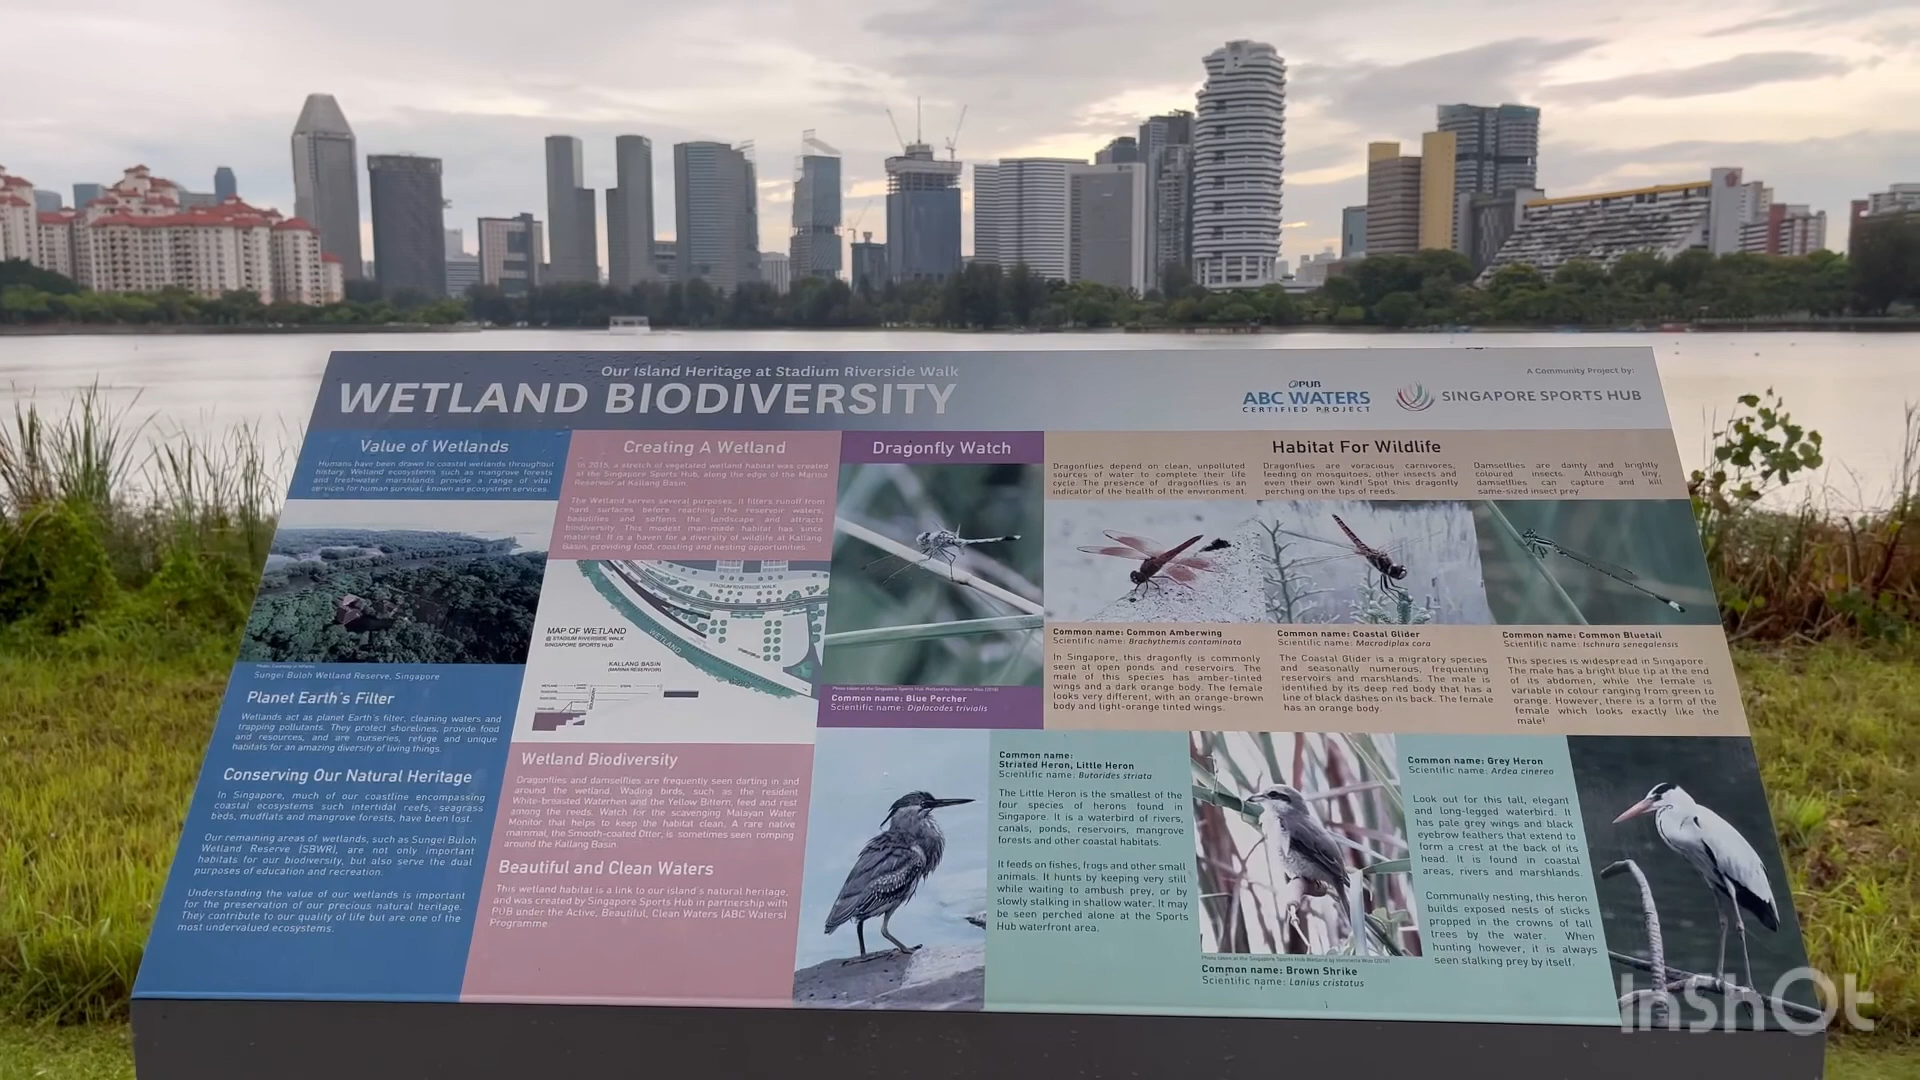 Our Island Heritage at Stadium Riverside Walk
WETLAND BIODIVERSITY
PUB
ABC WATERS
CERTIFIED PROJECT
A Community Project by:
SINGAPORE SPORTS HUB
Value of Wetlands
Humans have been drawn to coastal wetlands throughout
history. Wetland ecosystems such as mangrove forests
and freshwater marshlands provide a range of vital
services for human survival, known as ecosystem services.
Sungei Buloh Wetland Reserve, Singapore
Planet Earth's Filter
Wetlands act as planet Earth's filter, cleaning waters and
trapping pollutants. They protect shorelines, provide food
and resources, and are nurseries, refuge and unique
habitats for an amazing diversity of living things.
Conserving Our Natural Heritage
In Singapore, much of our coastline encompassing
coastal ecosystems such intertidal reefs, seagrass
beds, mudflats and mangrove forests, have been lost.
Our remaining areas of wetlands, such as Sungei Buloh
Wetland Reserve (SBWR), are not only important
habitats for our biodiversity, but also serve the dual
purposes of education and recreation.
Understanding the value of our wetlands is important
for the preservation of our precious natural heritage.
They contribute to our quality of life but are one of the
most undervalued ecosystems.
Creating A Wetland
In 2015, a stretch of vegetated wetland habitat was created
at the Singapore Sports Hub, along the edge of the Marina
Reservoir at Kallang Basin.
The Wetland serves several purposes. It filters runoff from
hard surfaces before reaching the reservoir waters,
beautifies and softens the landscape and attracts
biodiversity. This modest man-made habitat has since
matured. It is a haven for a diversity of wildlife at Kallang
Basin, providing food, roosting and nesting opportunities.
STADIUM RIVERSIDE WALK
MAP OF WETLAND
@ STADIUM RIVERSIDE WALK
SINGAPORE SPORTS HUB
WETLAND
KALLANG BASIN
(MARINA RESERVOIR)
Wetland Biodiversity
Dragonflies and damselflies are frequently seen darting in and
around the wetland. Wading birds, such as the resident
White-breasted Waterhen and the Yellow Bittern, feed and rest
among the reeds. Watch for the scavenging Malayan Water
Monitor that helps to keep the habitat clean. A rare native
mammal, the Smooth-coated Otter, is sometimes seen romping
around the Kallang Basin.
Beautiful and Clean Waters
This wetland habitat is a link to our island's natural heritage,
and was created by Singapore Sports Hub in partnership with
PUB under the Active, Beautiful, Clean Waters (ABC Waters)
Programme.
Dragonfly Watch
Common name: Blue Percher
Scientific name: Diplacodes trivialis
Habitat For Wildlife
Dragonflies depend on clean, unpolluted
sources of water to complete their life
cycle. The presence of dragonflies is an
indicator of the health of the environment.
Dragonflies are voracious carnivores,
feeding on mosquitoes, other insects and
even their own kind! Spot this dragonfly
perching on the tips of reeds.
Damselflies are dainty and brightly
coloured insects. Although tiny,
damselflies can capture and kill
same-sized insect prey.
Common name: Common Amberwing
Scientific name: Brachythemis contaminata
In Singapore, this dragonfly is commonly
seen at open ponds and reservoirs. The
male of this species has amber-tinted
wings and a dark orange body. The female
looks very different, with an orange-brown
body and light-orange tinted wings.
Common name: Coastal Glider
Scientific name: Macrodiplax cora
The Coastal Glider is a migratory species
and seasonally numerous, frequenting
reservoirs and marshlands. The male is
identified by its deep red body that has a
line of black dashes on its back. The female
has an orange body.
Common name: Common Bluetail
Scientific name: Ischnura senegalensis
This species is widespread in Singapore.
The male has a bright blue tip at the end
of its abdomen, while the female is
variable in colour ranging from green to
orange. However, there is a form of the
female which looks exactly like the
male!
Common name:
Striated Heron, Little Heron
Scientific name: Butorides striata
The Little Heron is the smallest of the
four species of herons found in
Singapore. It is a waterbird of rivers,
canals, ponds, reservoirs, mangrove
forests and other coastal habitats.
It feeds on fishes, frogs and other small
animals. It hunts by keeping very still
while waiting to ambush prey, or by
slowly stalking in shallow water. It may
be seen perched alone at the Sports
Hub waterfront area.
Common name: Brown Shrike
Scientific name: Lanius cristatus
Common name: Grey Heron
Scientific name: Ardea cinerea
Look out for this tall, elegant
and long-legged waterbird. It
has pale grey wings and black
eyebrow feathers that extend to
form a crest at the back of its
head. It is found in coastal
areas, rivers and marshlands.
Communally nesting, this heron
builds exposed nests of sticks
propped in the crowns of tall
trees by the water. When
hunting however, it is always
seen stalking prey by itself.
InShOt